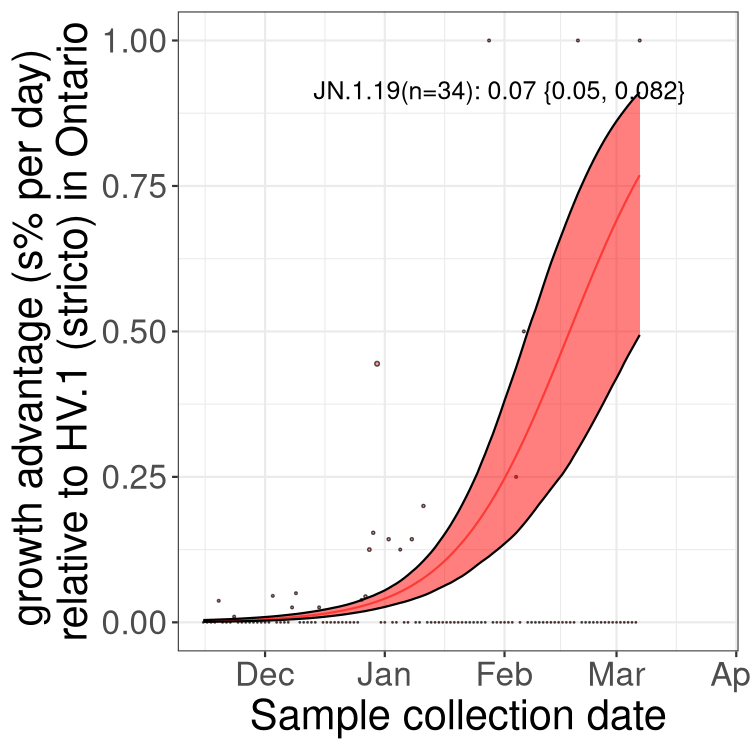 growth advantage (s% per day)
relative to HV.1 (stricto) in Ontario
1.00
0.75
0.50
0.25
0.00
JN.1.19(n=34): 0.07 {0.05, 0.082}
Dec Jan Feb Mar Ap
Sample collection date